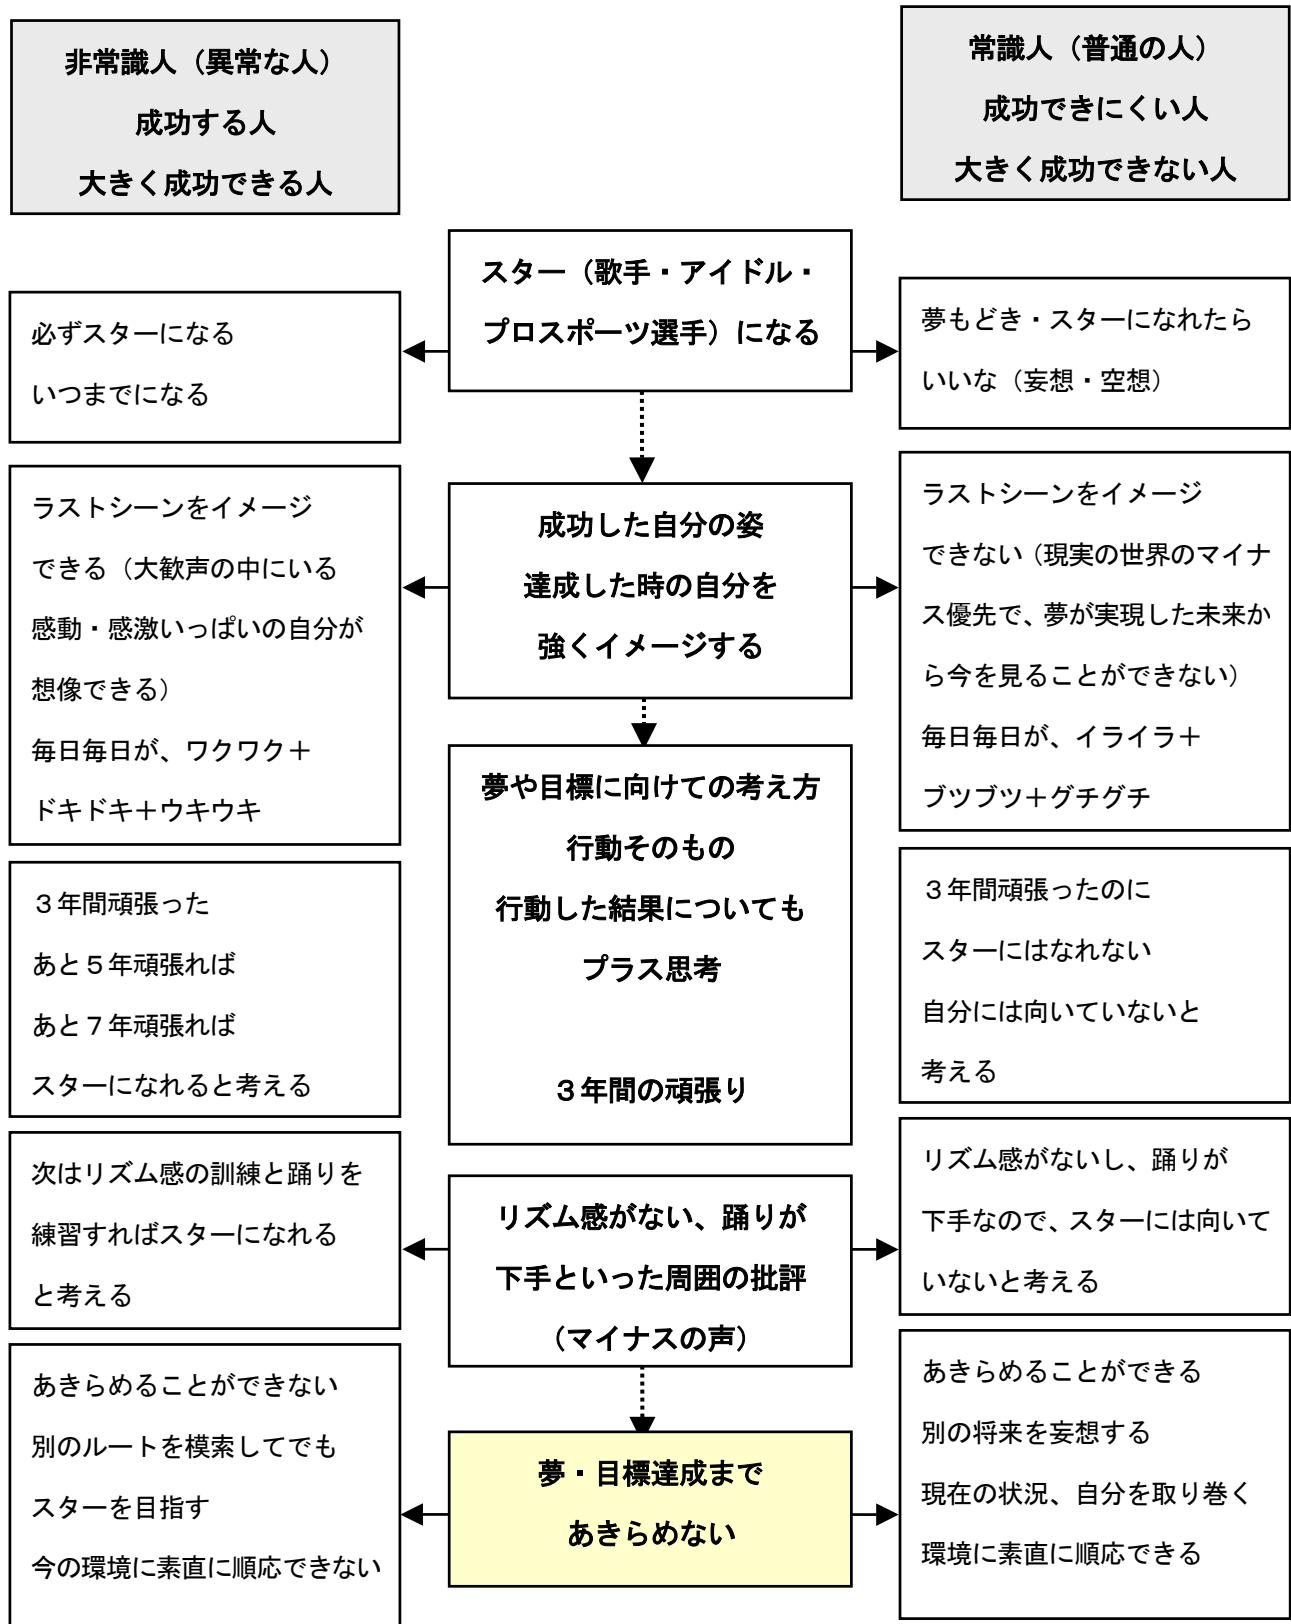 非常識人（異常な人）
成功する人
大きく成功できる人
常識人（普通の人）
成功できにくい人
大きく成功できない人
スター（歌手・アイドル・
プロスポーツ選手）になる
必ずスターになる
いつまでになる
夢もどき・スターになれたら
いいな（妄想・空想）
成功した自分の姿
達成した時の自分を
強くイメージする
ラストシーンをイメージ
できる（大歓声の中にいる
感動・感激いっぱいの自分が
想像できる）
毎日毎日が、ワクワク＋
ドキドキ＋ウキウキ
ラストシーンをイメージ
できない（現実の世界のマイナ
ス優先で、夢が実現した未来か
ら今を見ることができない）
毎日毎日が、イライラ＋
ブツブツ＋グチグチ
夢や目標に向けての考え方
行動そのもの
行動した結果についても
プラス思考
３年間の頑張り
３年間頑張った
あと５年頑張れば
あと７年頑張れば
スターになれると考える
３年間頑張ったのに
スターにはなれない
自分には向いていないと
考える
リズム感がない、踊りが
下手といった周囲の批評
（マイナスの声）
次はリズム感の訓練と踊りを
練習すればスターになれる
と考える
リズム感がないし、踊りが
下手なので、スターには向いて
いないと考える
夢・目標達成まで
あきらめない
あきらめることができない
別のルートを模索してでも
スターを目指す
今の環境に素直に順応できない
あきらめることができる
別の将来を妄想する
現在の状況、自分を取り巻く
環境に素直に順応できる